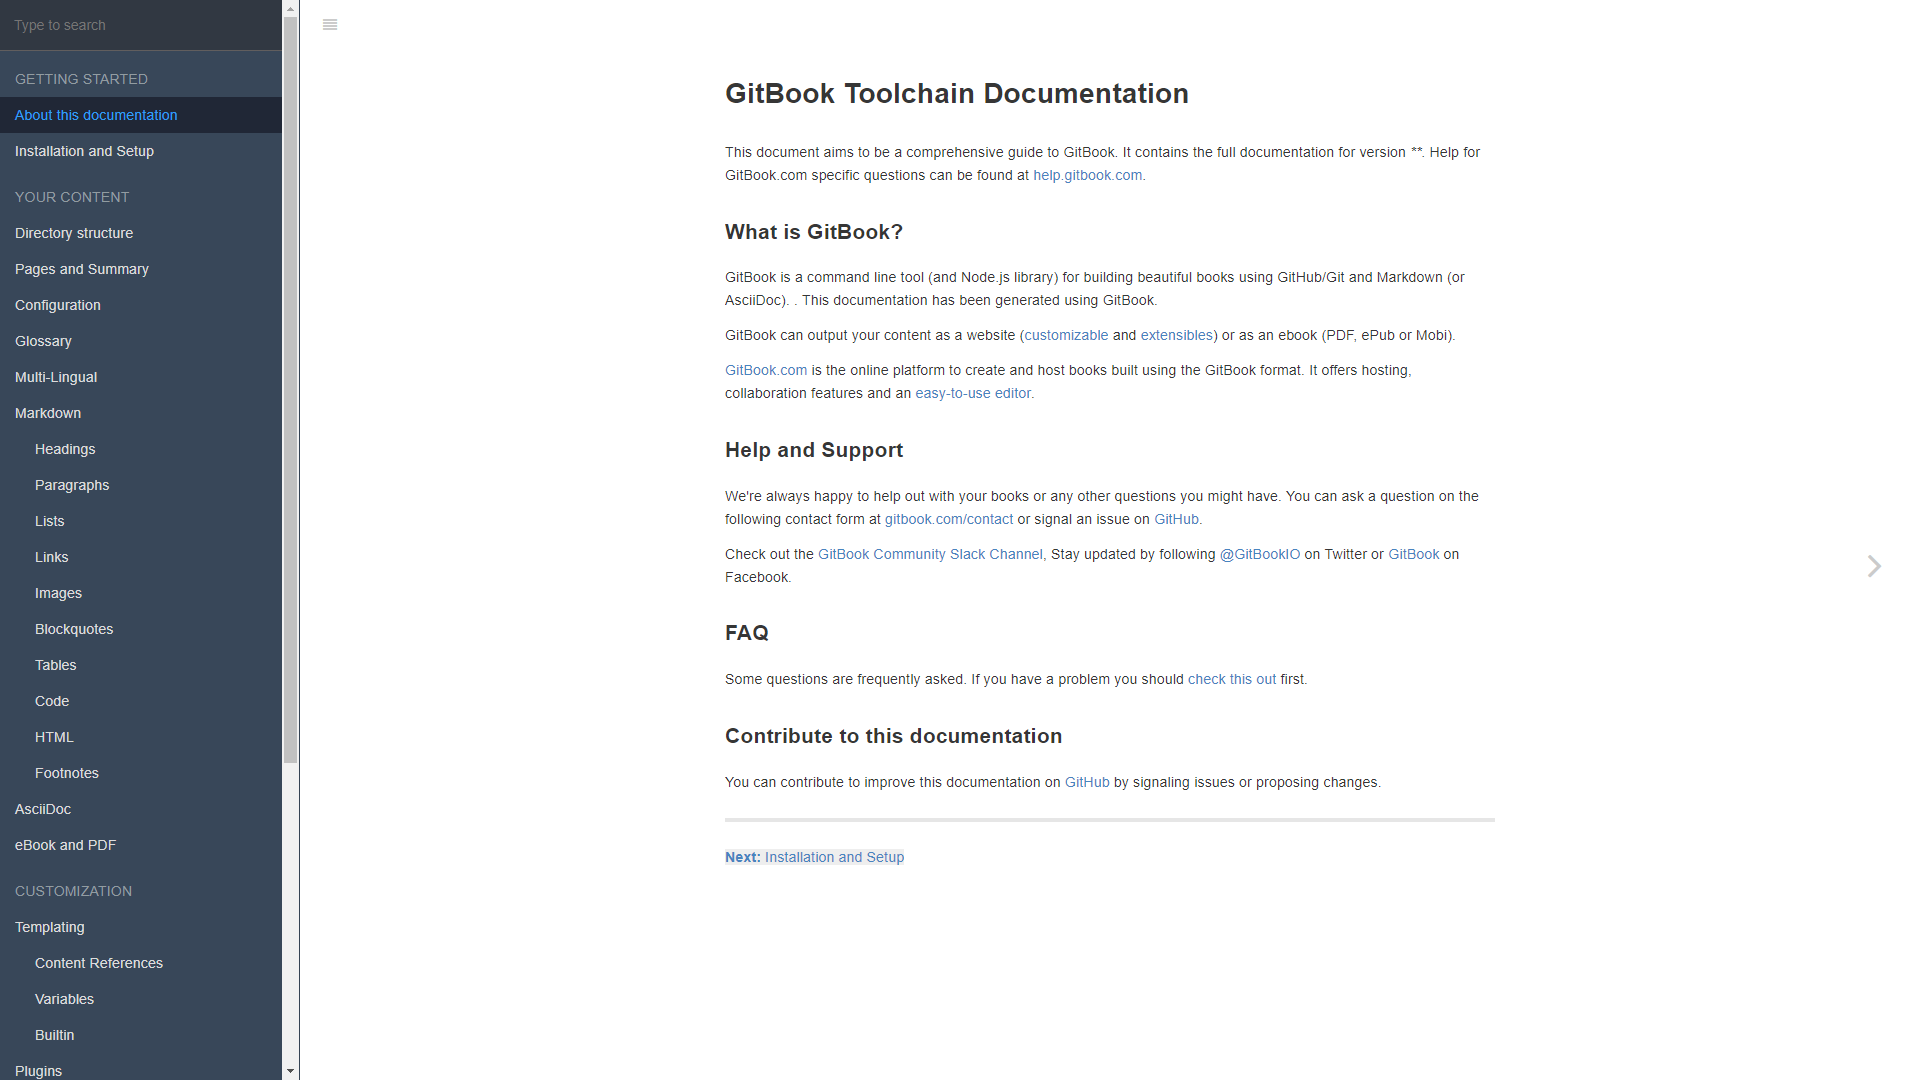 Type to search
GETTING STARTED
About this documentation
Installation and Setup
YOUR CONTENT
Directory structure
Pages and Summary
Configuration
Glossary
Multi-Lingual
Markdown
Headings
Paragraphs
Lists
Links
Images
Blockquotes
Tables
Code
HTML
Footnotes
AsciiDoc
eBook and PDF
CUSTOMIZATION
Templating
Content References
Variables
Builtin
Plugins
GitBook Toolchain Documentation
This document aims to be a comprehensive guide to GitBook. It contains the full documentation for version **. Help for
GitBook.com specific questions can be found at help.gitbook.com.
What is GitBook?
GitBook is a command line tool (and Node.js library) for building beautiful books using GitHub/Git and Markdown (or
AsciiDoc). . This documentation has been generated using GitBook.
GitBook can output your content as a website (customizable and extensibles) or as an ebook (PDF, ePub or Mobi).
GitBook.com is the online platform to create and host books built using the GitBook format. It offers hosting,
collaboration features and an easy-to-use editor.
Help and Support
We're always happy to help out with your books or any other questions you might have. You can ask a question on the
following contact form at gitbook.com/contact or signal an issue on GitHub.
Check out the GitBook Community Slack Channel, Stay updated by following @GitBookIO on Twitter or GitBook on
Facebook.
FAQ
Some questions are frequently asked. If you have a problem you should check this out first.
Contribute to this documentation
You can contribute to improve this documentation on GitHub by signaling issues or proposing changes.
Next: Installation and Setup